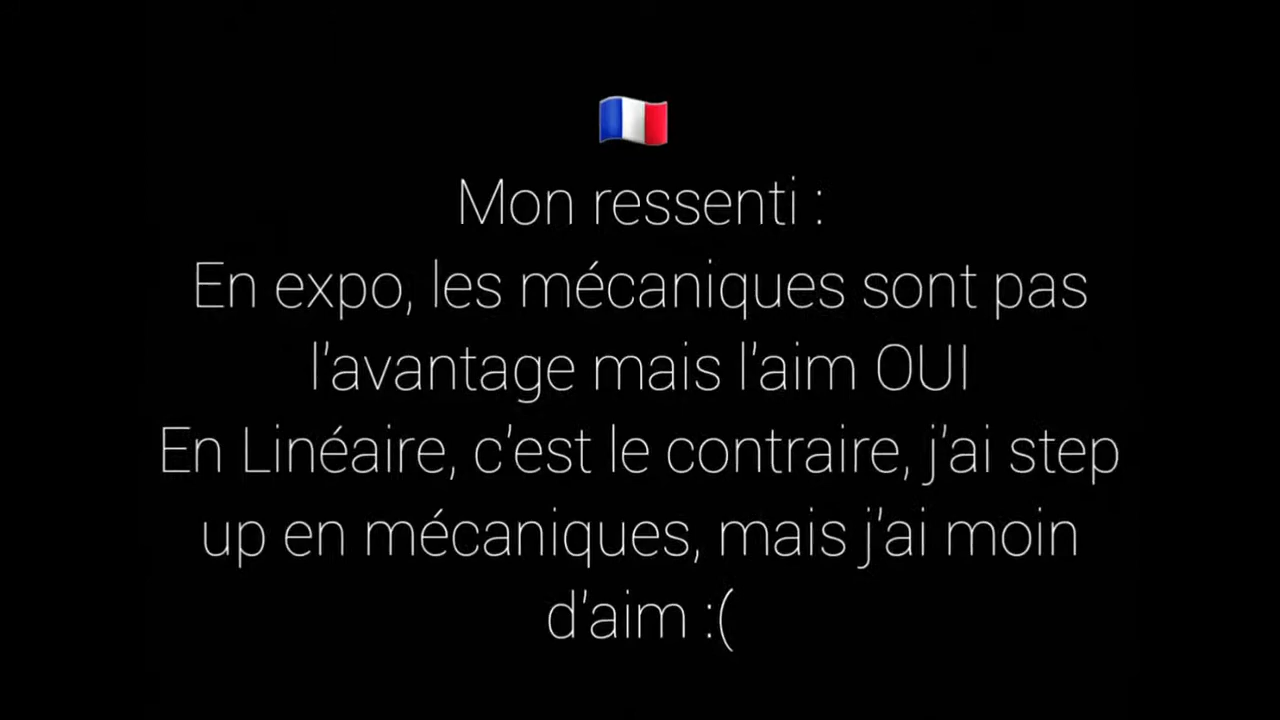 🇫🇷
Mon ressenti :
En expo, les mécaniques sont pas
l'avantage mais l'aim OUI
En Linéaire, c'est le contraire, j'ai step
up en mécaniques, mais j'ai moin
d'aim :(